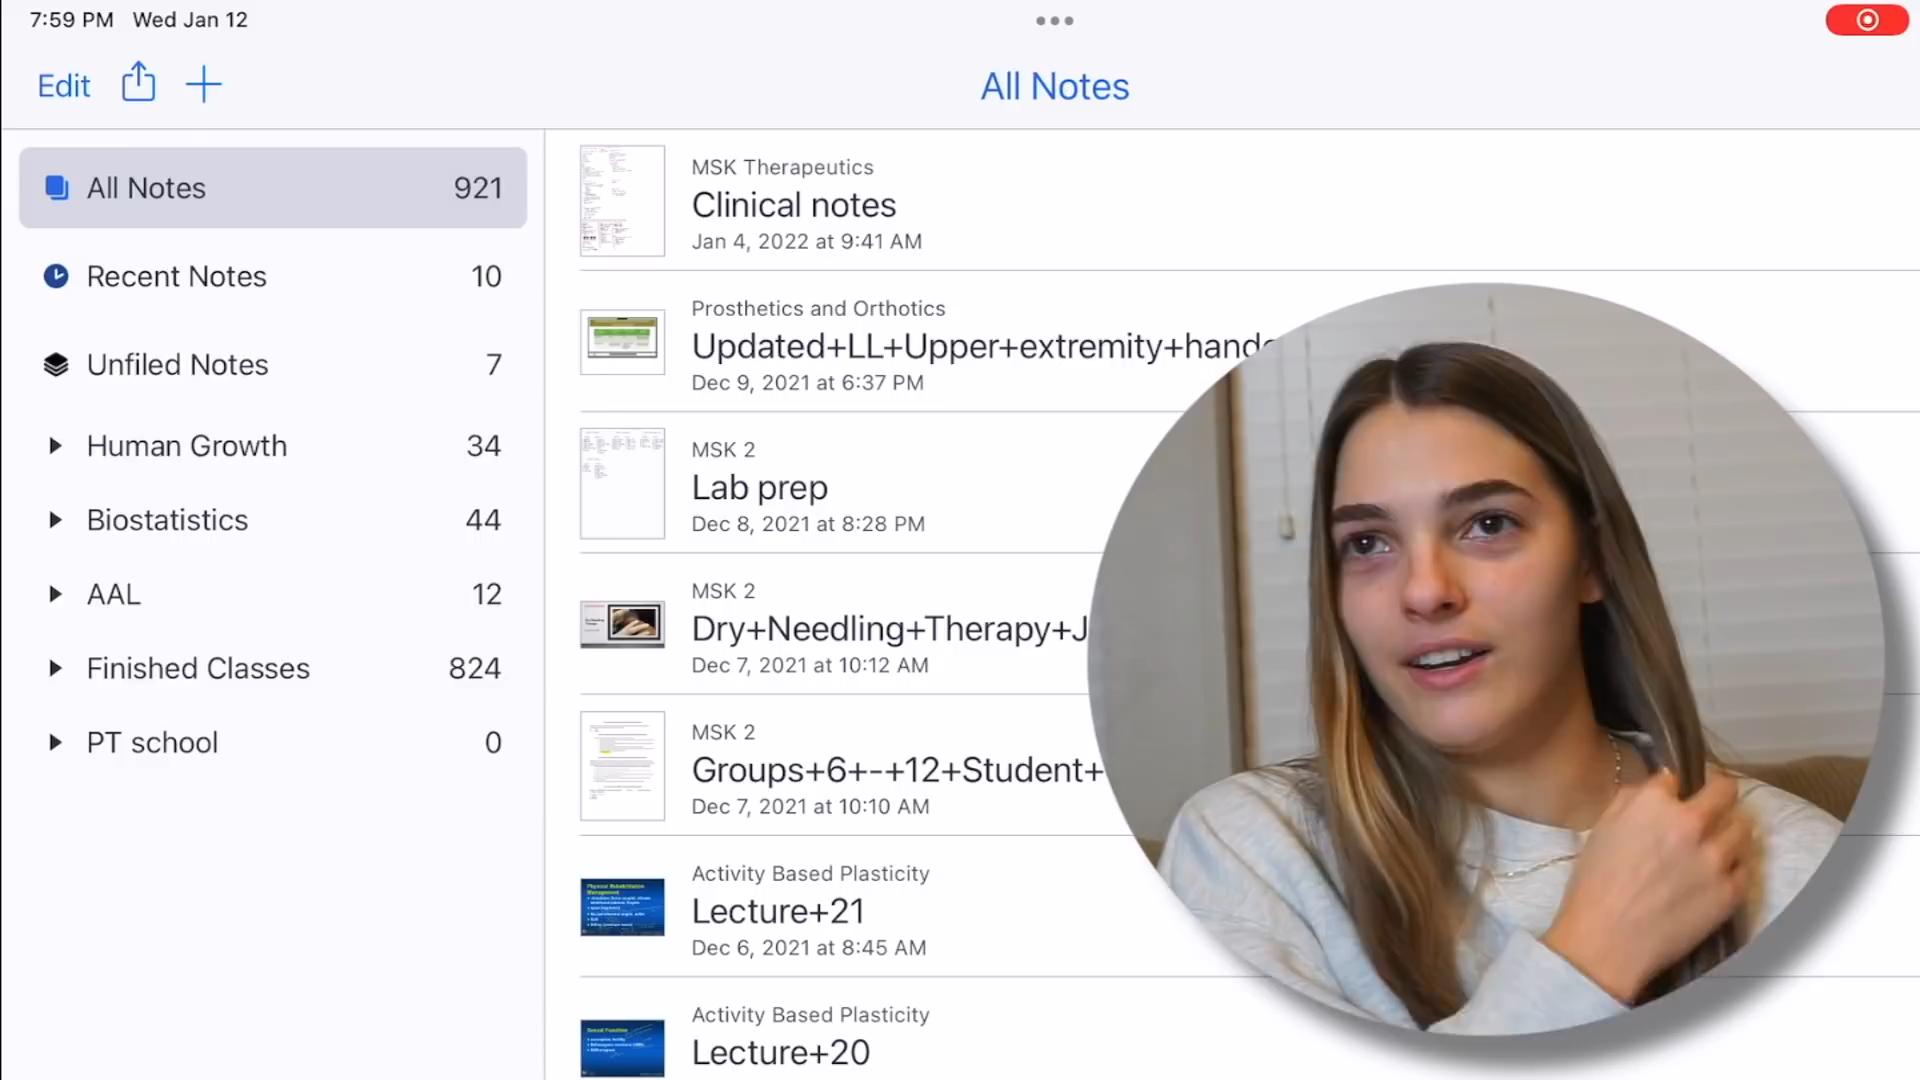 7:59 PM Wed Jan 12
Edit
All Notes
All Notes 921
Recent Notes 10
Unfiled Notes 7
Human Growth 34
Biostatistics 44
AAL 12
Finished Classes 824
PT school 0
MSK Therapeutics
Clinical notes
Jan 4, 2022 at 9:41 AM
Prosthetics and Orthotics
Updated+LL+Upper+extremity+hando
Dec 9, 2021 at 6:37 PM
MSK 2
Lab prep
Dec 8, 2021 at 8:28 PM
MSK 2
Dry+Needling+Therapy+J
Dec 7, 2021 at 10:12 AM
MSK 2
Groups+6+-+12+Student+
Dec 7, 2021 at 10:10 AM
Activity Based Plasticity
Lecture+21
Dec 6, 2021 at 8:45 AM
Activity Based Plasticity
Lecture+20